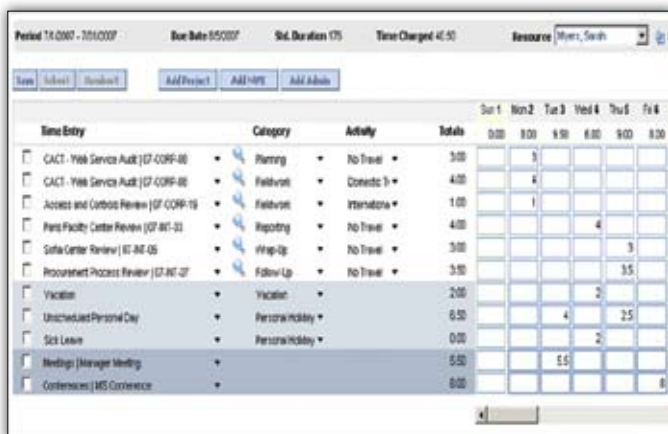 Period 7/1/2007 - 7/31/2007 Due Date 8/5/2007 Std. Duration 176 Time Charged Resource Myers, Sarah
Save Submit Add Project Add NPE Add Admin
Sun 1 Mon 2 Tue 3 Wed 4 Thu 5 Fri 6
Time Entry Category Activity Totals 0.00 8.00 9.50 8.00 9.00 8.00
CACT - Web Service Audit | 07-CORP- Planning No Travel 3.00 3
CACT - Web Service Audit | 07-CORP- Fieldwork Domestic Tr 4.00 4
Access and Controls Review | 07-CORP-19 Fieldwork Internationa 1.00 1
Paris Facility Center Review | 07-INT-03 Reporting No Travel 4.00 4
Sofia Center Review | 07-INT-05 Wrap-Up No Travel 3.00 3
Procurement Process Review | 07-INT-07 Follow-Up No Travel 3.50 3.5
Vacation Vacation 2.00 2
Unscheduled Personal Day Personal Holiday 6.50 4 2.5
Sick Leave Personal Holiday 0.00 2
Meetings | Manager Meeting 5.50 5.5
Conferences | MIS Conference 8.00 8